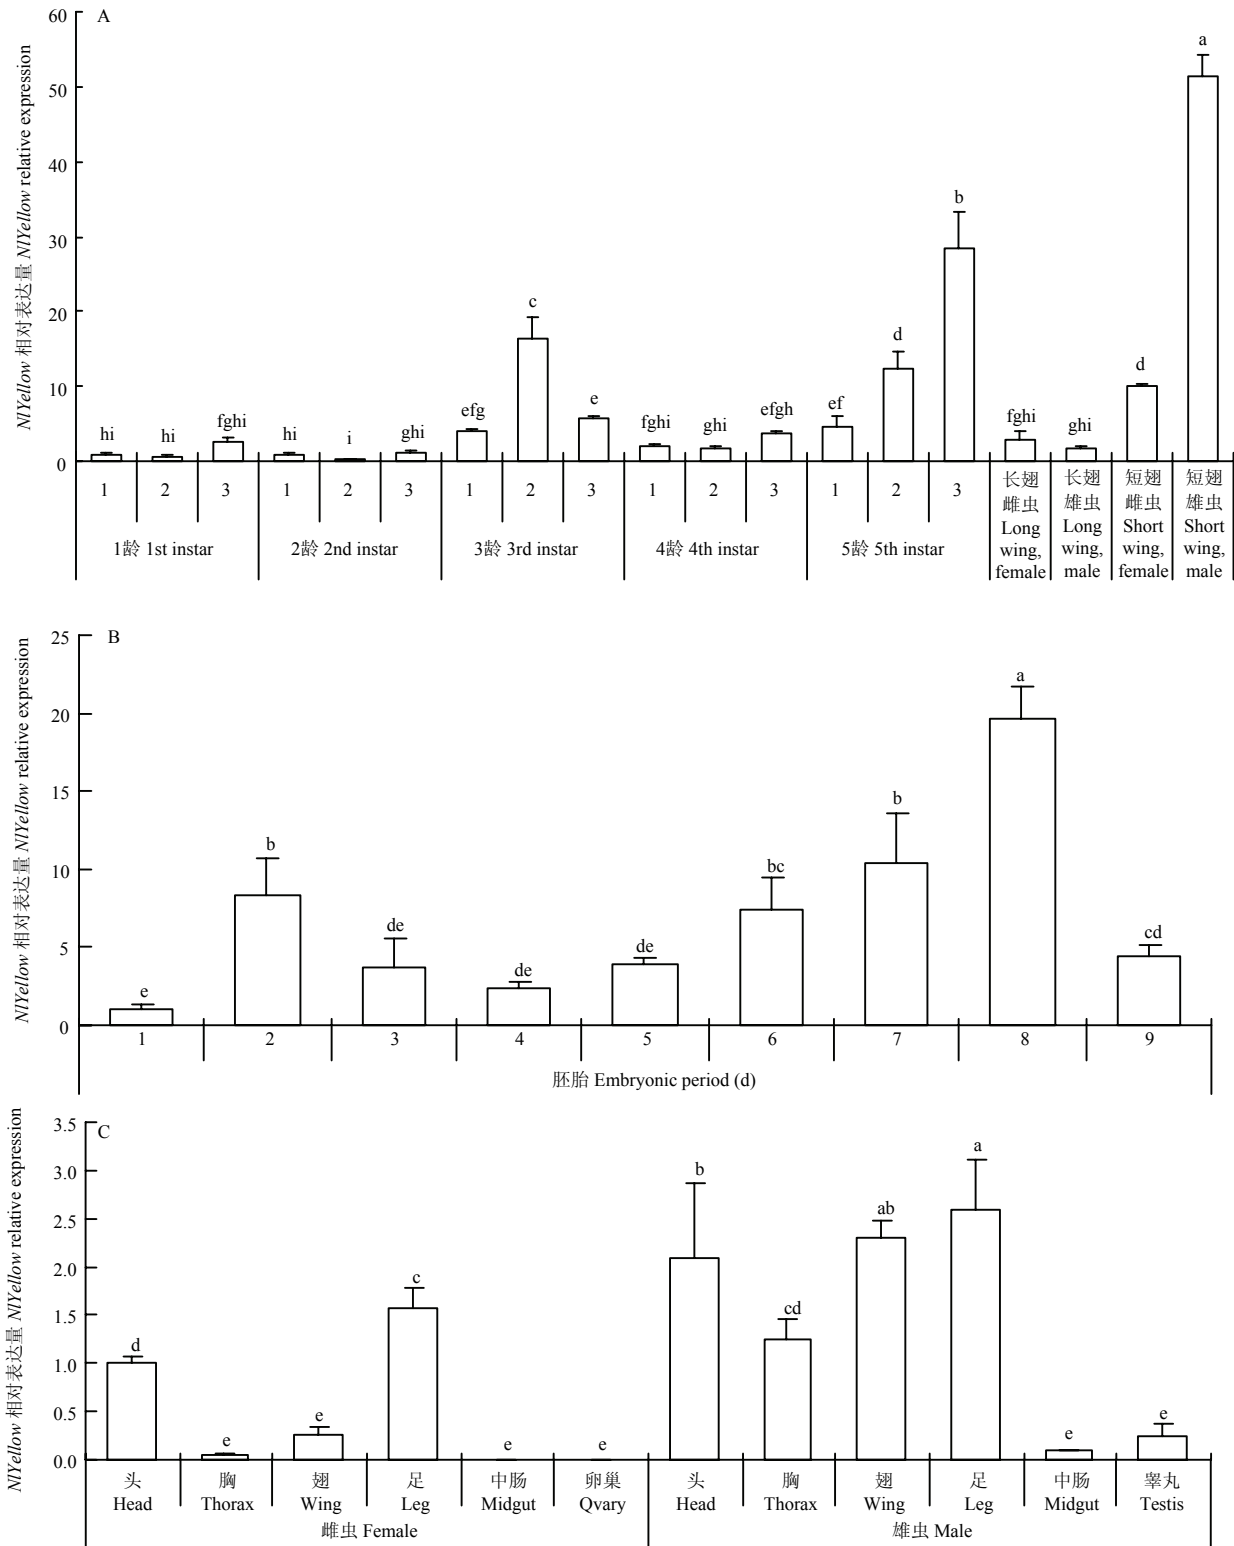 A
NlYellow 相对表达量 NlYellow relative expression
60
50
40
30
20
10
0
hi
hi
fghi
hi
i
ghi
efg
c
e
fghi
ghi
efgh
ef
d
b
fghi
ghi
d
a
1 2 3 1 2 3 1 2 3 1 2 3 1 2 3
1龄 1st instar
2龄 2nd instar
3龄 3rd instar
4龄 4th instar
5龄 5th instar
长翅
雌虫
Long
wing,
female
长翅
雄虫
Long
wing,
male
短翅
雌虫
Short
wing,
female
短翅
雄虫
Short
wing,
male
B
NlYellow 相对表达量 NlYellow relative expression
25
20
15
10
5
0
e
b
de
de
de
bc
b
a
cd
1 2 3 4 5 6 7 8 9
胚胎 Embryonic period (d)
C
NlYellow 相对表达量 NlYellow relative expression
3.5
3.0
2.5
2.0
1.5
1.0
0.5
0.0
d
e
e
c
e
e
b
cd
ab
a
e
e
头 胸 翅 足 中肠 卵巢 头 胸 翅 足 中肠 睾丸
Head Thorax Wing Leg Midgut Qvary Head Thorax Wing Leg Midgut Testis
雌虫 Female
雄虫 Male